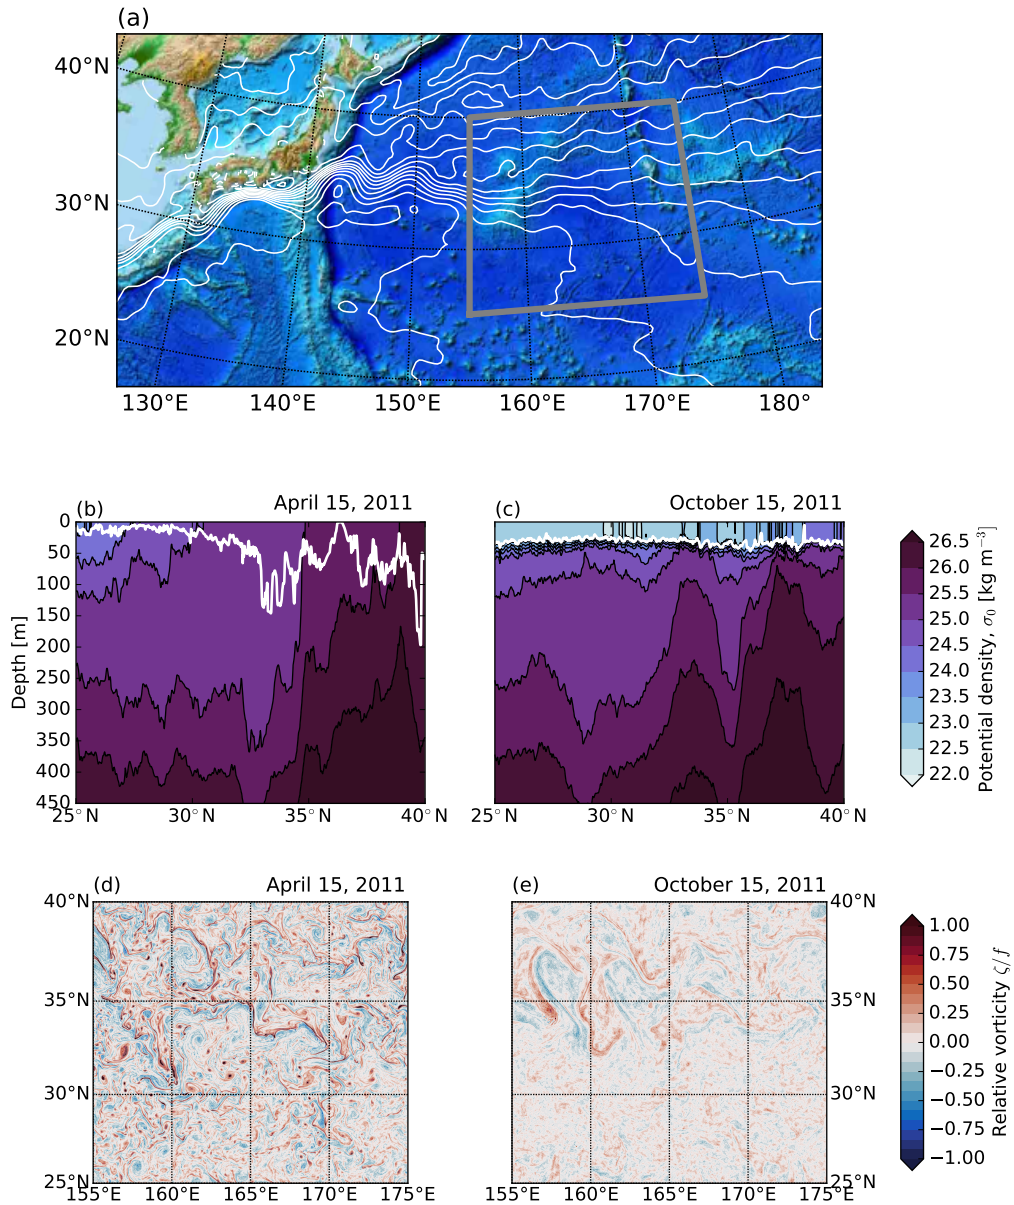 (a)
40°N
30°N
20°N
130°E 140°E 150°E 160°E 170°E 180°
(b) April 15, 2011
0
50
100
150
200
250
300
350
400
450
Depth [m]
25°N 30°N 35°N 40°N
(c) October 15, 2011
25°N 30°N 35°N 40°N
26.5
26.0
25.5
25.0
24.5
24.0
23.5
23.0
22.5
22.0
Potential density, σ₀ [kg m⁻³]
(d) April 15, 2011
40°N
35°N
30°N
25°N
155°E 160°E 165°E 170°E 175°E
(e) October 15, 2011
40°N
35°N
30°N
25°N
155°E 160°E 165°E 170°E 175°E
1.00
0.75
0.50
0.25
0.00
−0.25
−0.50
−0.75
−1.00
Relative vorticity ζ/f